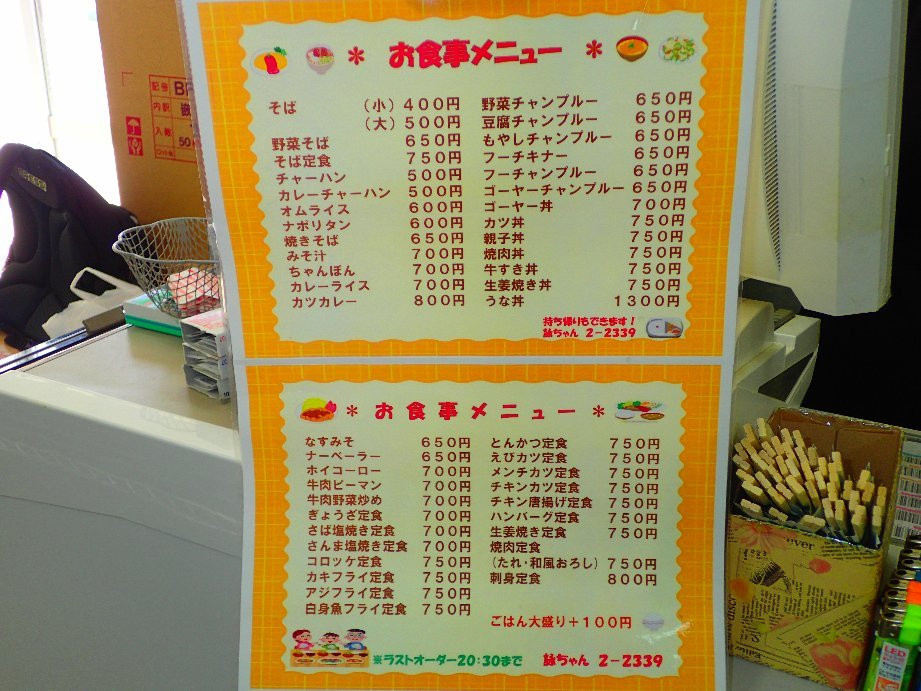 お食事メニュー
そば (小) 400円
(大) 500円
野菜そば 650円
そば定食 750円
チャーハン 500円
カレーチャーハン 500円
オムライス 600円
ナポリタン 600円
焼きそば 650円
みそ汁 700円
ちゃんぽん 700円
カレーライス 700円
カツカレー 800円
野菜チャンプルー 650円
豆腐チャンプルー 650円
もやしチャンプルー 650円
フーチキナー 650円
フーチャンプルー 650円
ゴーヤーチャンプルー 650円
ゴーヤー丼 700円
カツ丼 750円
親子丼 750円
焼肉丼 750円
牛すき丼 750円
生姜焼き丼 750円
うな丼 1300円
持ち帰りもできます!
詠ちゃん 2-2339
お食事メニュー
なすみそ 650円
ナーベーラー 650円
ホイコーロー 700円
牛肉ピーマン 700円
牛肉野菜炒め 700円
ぎょうざ定食 700円
さば塩焼き定食 700円
さんま塩焼き定食 700円
コロッケ定食 750円
カキフライ定食 750円
アジフライ定食 750円
白身魚フライ定食 750円
とんかつ定食 750円
えびカツ定食 750円
メンチカツ定食 750円
チキンカツ定食 750円
チキン唐揚げ定食 750円
ハンバーグ定食 750円
生姜焼き定食 750円
焼肉定食
(たれ・和風おろし) 750円
刺身定食 800円
ごはん大盛り+100円
※ラストオーダー20:30まで
詠ちゃん 2-2339
LED